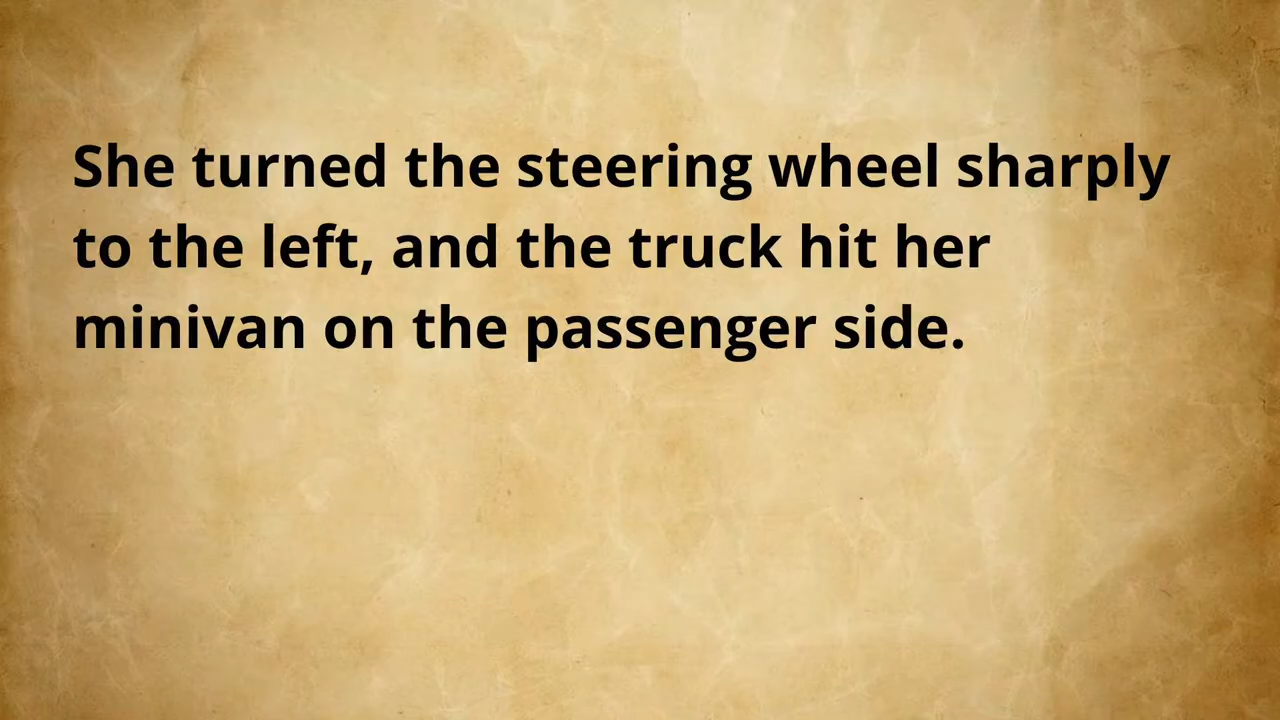 She turned the steering wheel sharply
to the left, and the truck hit her
minivan on the passenger side.